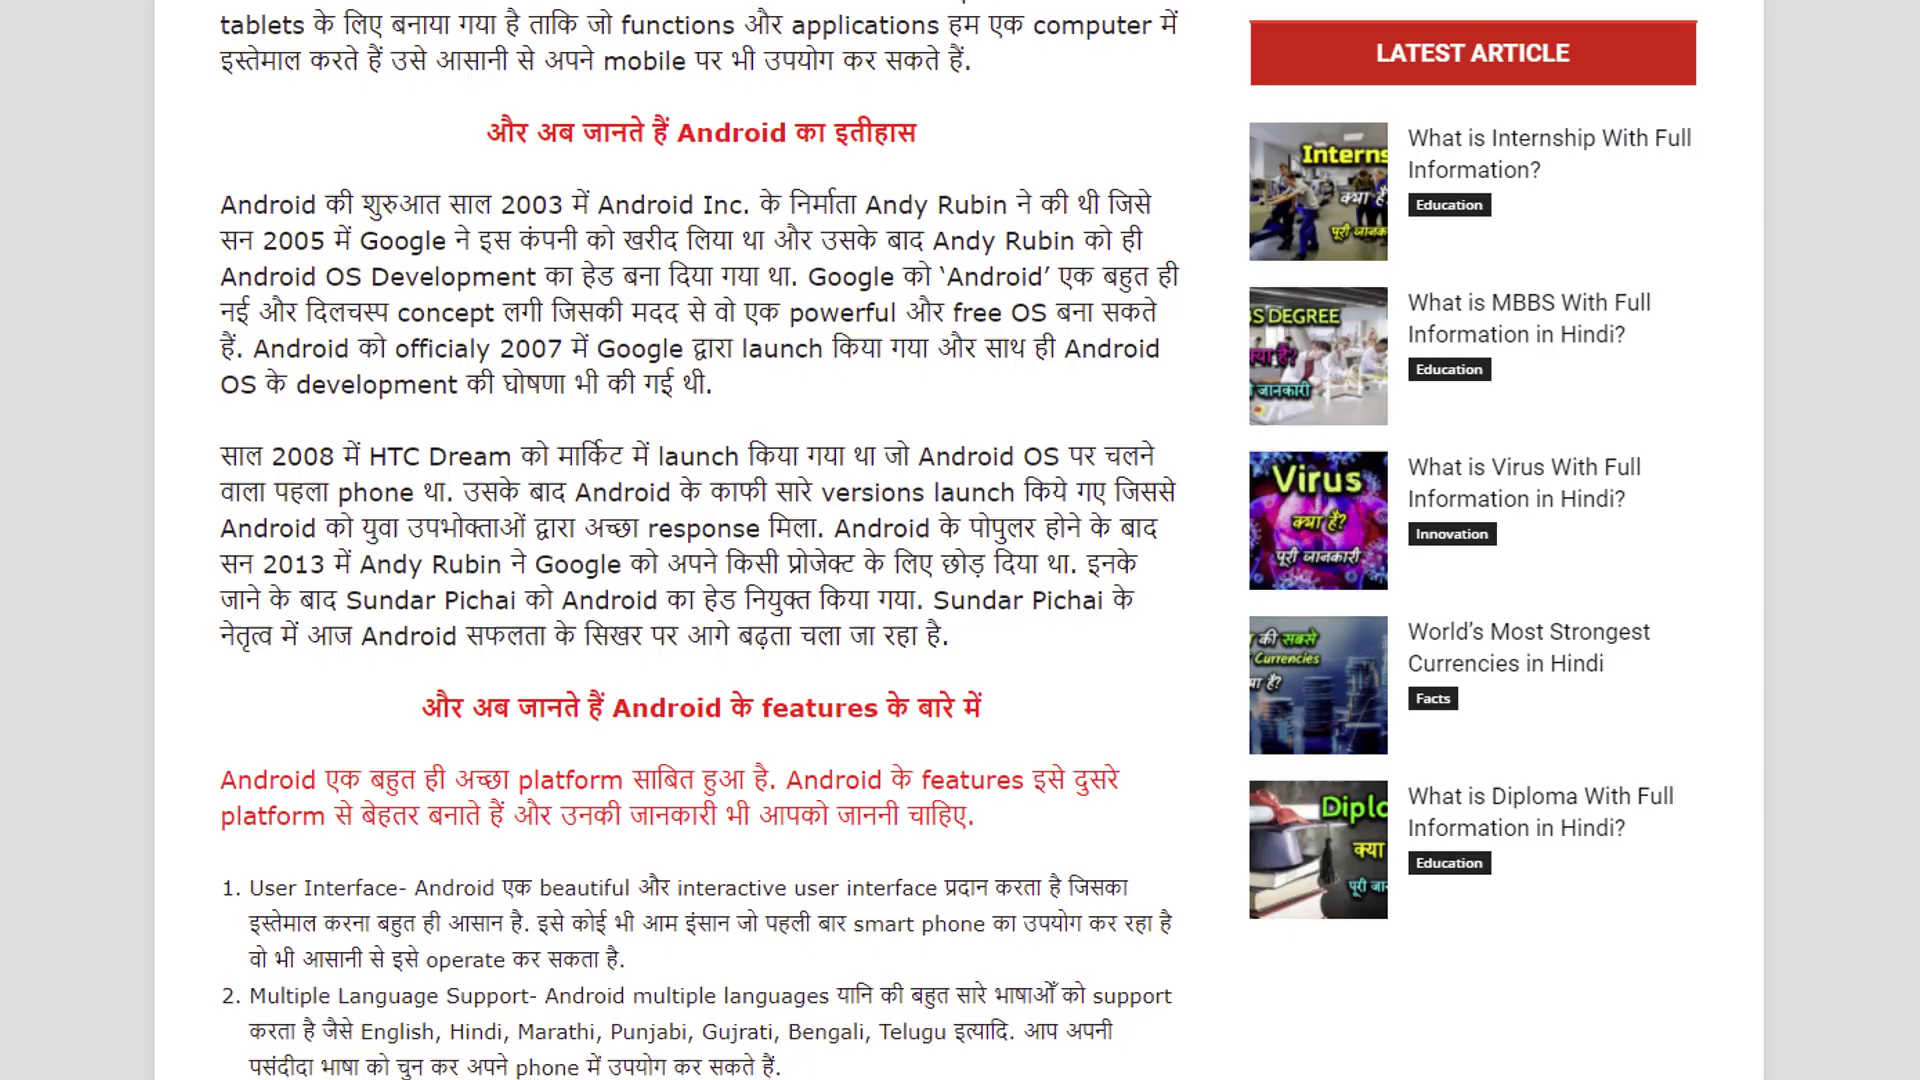 tablets के लिए बनाया गया है ताकि जो functions और applications हम एक computer में
इस्तेमाल करते हैं उसे आसानी से अपने mobile पर भी उपयोग कर सकते हैं.
और अब जानते हैं Android का इतीहास
Android की शुरुआत साल 2003 में Android Inc. के निर्माता Andy Rubin ने की थी जिसे
सन 2005 में Google ने इस कंपनी को खरीद लिया था और उसके बाद Andy Rubin को ही
Android OS Development का हेड बना दिया गया था. Google को ‘Android’ एक बहुत ही
नई और दिलचस्प concept लगी जिसकी मदद से वो एक powerful और free OS बना सकते
हैं. Android को officialy 2007 में Google द्वारा launch किया गया और साथ ही Android
OS के development की घोषणा भी की गई थी.
साल 2008 में HTC Dream को मार्किट में launch किया गया था जो Android OS पर चलने
वाला पहला phone था. उसके बाद Android के काफी सारे versions launch किये गए जिससे
Android को युवा उपभोक्ताओं द्वारा अच्छा response मिला. Android के पोपुलर होने के बाद
सन 2013 में Andy Rubin ने Google को अपने किसी प्रोजेक्ट के लिए छोड़ दिया था. इनके
जाने के बाद Sundar Pichai को Android का हेड नियुक्त किया गया. Sundar Pichai के
नेतृत्व में आज Android सफलता के सिखर पर आगे बढ़ता चला जा रहा है.
और अब जानते हैं Android के features के बारे में
Android एक बहुत ही अच्छा platform साबित हुआ है. Android के features इसे दुसरे
platform से बेहतर बनाते हैं और उनकी जानकारी भी आपको जाननी चाहिए.
1. User Interface- Android एक beautiful और interactive user interface प्रदान करता है जिसका
इस्तेमाल करना बहुत ही आसान है. इसे कोई भी आम इंसान जो पहली बार smart phone का उपयोग कर रहा है
वो भी आसानी से इसे operate कर सकता है.
2. Multiple Language Support- Android multiple languages यानि की बहुत सारे भाषाओँ को support
करता है जैसे English, Hindi, Marathi, Punjabi, Gujrati, Bengali, Telugu इत्यादि. आप अपनी
पसंदीदा भाषा को चुन कर अपने phone में उपयोग कर सकते हैं.
LATEST ARTICLE
Interns
क्या है
पूरी जानक
What is Internship With Full
Information?
Education
S DEGREE
क्या है?
जानकारी
What is MBBS With Full
Information in Hindi?
Education
Virus
क्या है?
पूरी जानकारी
What is Virus With Full
Information in Hindi?
Innovation
की सबसे
Currencies
या है?
World’s Most Strongest
Currencies in Hindi
Facts
Diplo
क्या
पूरी जान
What is Diploma With Full
Information in Hindi?
Education